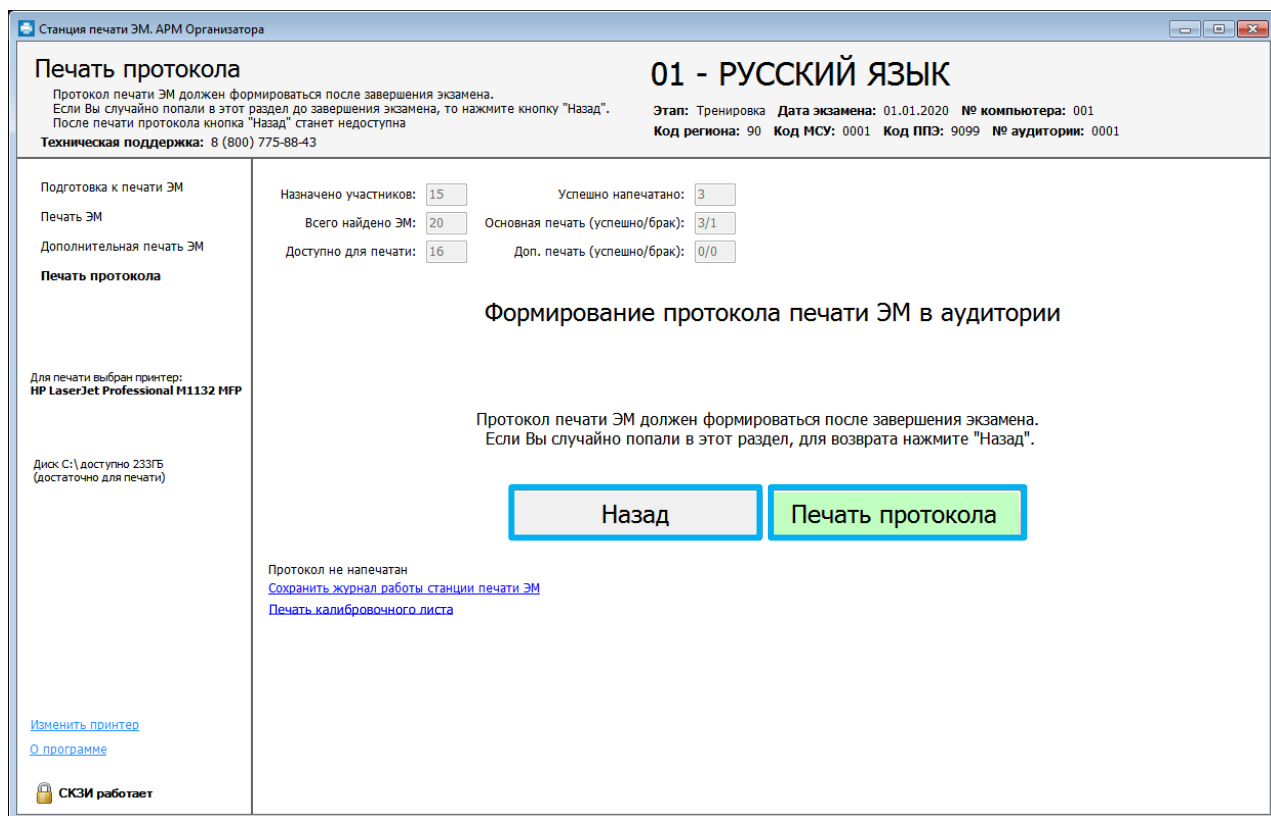 Станция печати ЭМ. АРМ Организатора
Печать протокола
Протокол печати ЭМ должен формироваться после завершения экзамена.
Если Вы случайно попали в этот раздел до завершения экзамена, то нажмите кнопку "Назад".
После печати протокола кнопка "Назад" станет недоступна
Техническая поддержка: 8 (800) 775-88-43
01 - РУССКИЙ ЯЗЫК
Этап: Тренировка Дата экзамена: 01.01.2020 № компьютера: 001
Код региона: 90 Код МСУ: 0001 Код ППЭ: 9099 № аудитории: 0001
Подготовка к печати ЭМ
Печать ЭМ
Дополнительная печать ЭМ
Печать протокола
Для печати выбран принтер:
HP LaserJet Professional M1132 MFP
Диск C:\ доступно 233ГБ
(достаточно для печати)
Изменить принтер
О программе
СКЗИ работает
Назначено участников: 15 Успешно напечатано: 3
Всего найдено ЭМ: 20 Основная печать (успешно/брак): 3/1
Доступно для печати: 16 Доп. печать (успешно/брак): 0/0
Формирование протокола печати ЭМ в аудитории
Протокол печати ЭМ должен формироваться после завершения экзамена.
Если Вы случайно попали в этот раздел, для возврата нажмите "Назад".
Назад Печать протокола
Протокол не напечатан
Сохранить журнал работы станции печати ЭМ
Печать калибровочного листа